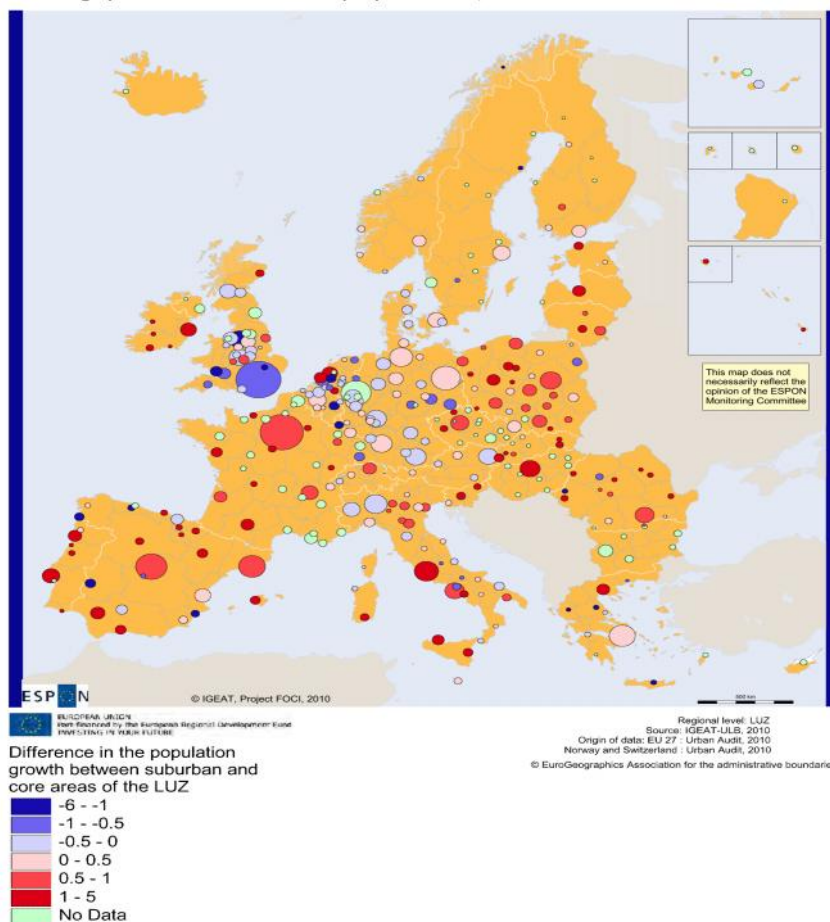 This map does not
necessarily reflect the
opinion of the ESPON
Monitoring Committee
500 km
ESPON
© IGEAT, Project FOCI, 2010
EUROPEAN UNION
Part-financed by the European Regional Development Fund
INVESTING IN YOUR FUTURE
Regional level: LUZ
Source: IGEAT-ULB, 2010
Origin of data: EU 27 : Urban Audit, 2010
Norway and Switzerland : Urban Audit, 2010
© EuroGeographics Association for the administrative boundarie
Difference in the population
growth between suburban and
core areas of the LUZ
-6 - -1
-1 - -0.5
-0.5 - 0
0 - 0.5
0.5 - 1
1 - 5
No Data